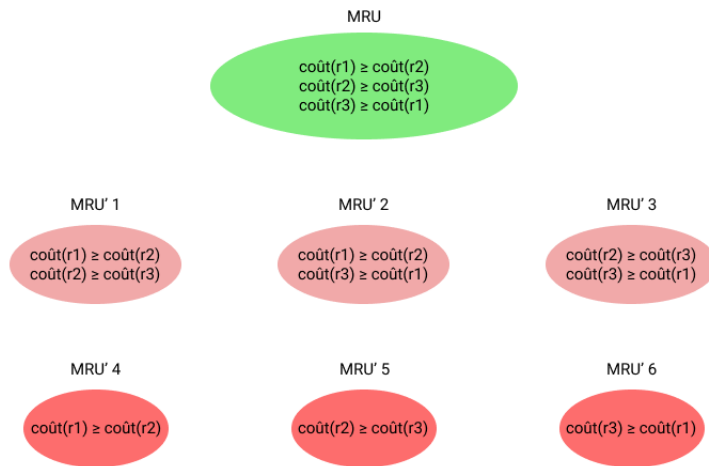 MRU
coût(r1) ≥ coût(r2)
coût(r2) ≥ coût(r3)
coût(r3) ≥ coût(r1)
MRU' 1
MRU' 2
MRU' 3
coût(r1) ≥ coût(r2)
coût(r2) ≥ coût(r3)
coût(r1) ≥ coût(r2)
coût(r3) ≥ coût(r1)
coût(r2) ≥ coût(r3)
coût(r3) ≥ coût(r1)
MRU' 4
MRU' 5
MRU' 6
coût(r1) ≥ coût(r2)
coût(r2) ≥ coût(r3)
coût(r3) ≥ coût(r1)